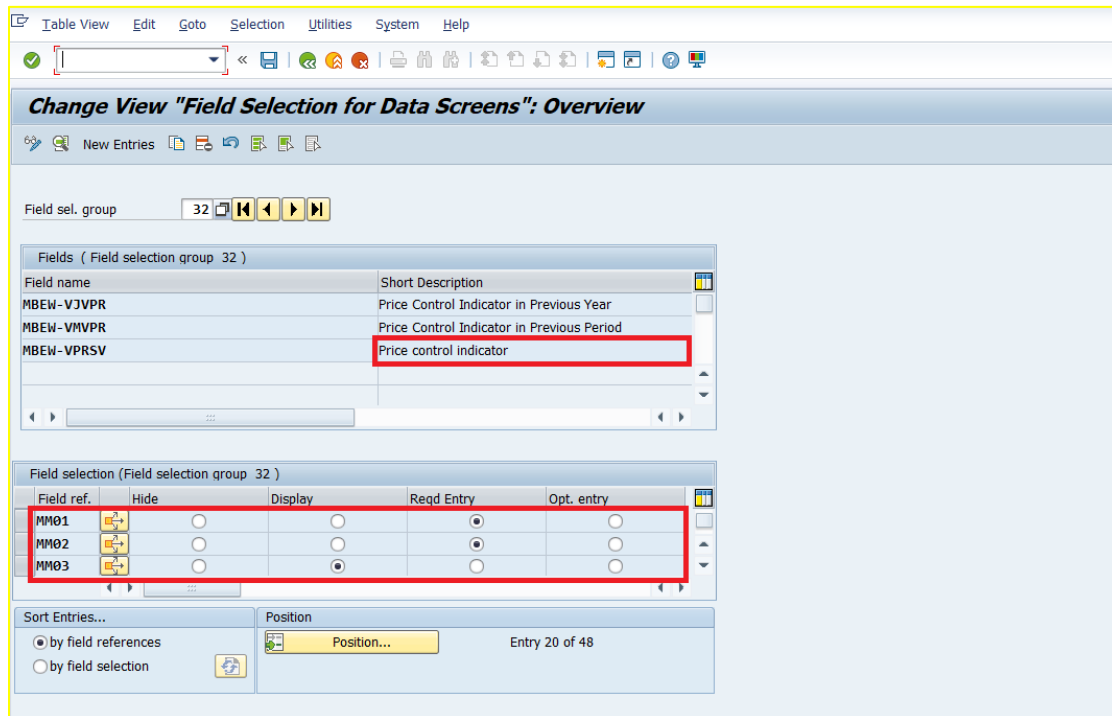 Table View Edit Goto Selection Utilities System Help
Change View "Field Selection for Data Screens": Overview
New Entries
Field sel. group 32
Fields ( Field selection group 32 )
Field name Short Description
MBEW-VJVPR Price Control Indicator in Previous Year
MBEW-VMVPR Price Control Indicator in Previous Period
MBEW-VPRSV Price control indicator
Field selection (Field selection group 32 )
Field ref. Hide Display Reqd Entry Opt. entry
MM01
MM02
MM03
Sort Entries... Position
by field references Position... Entry 20 of 48
by field selection